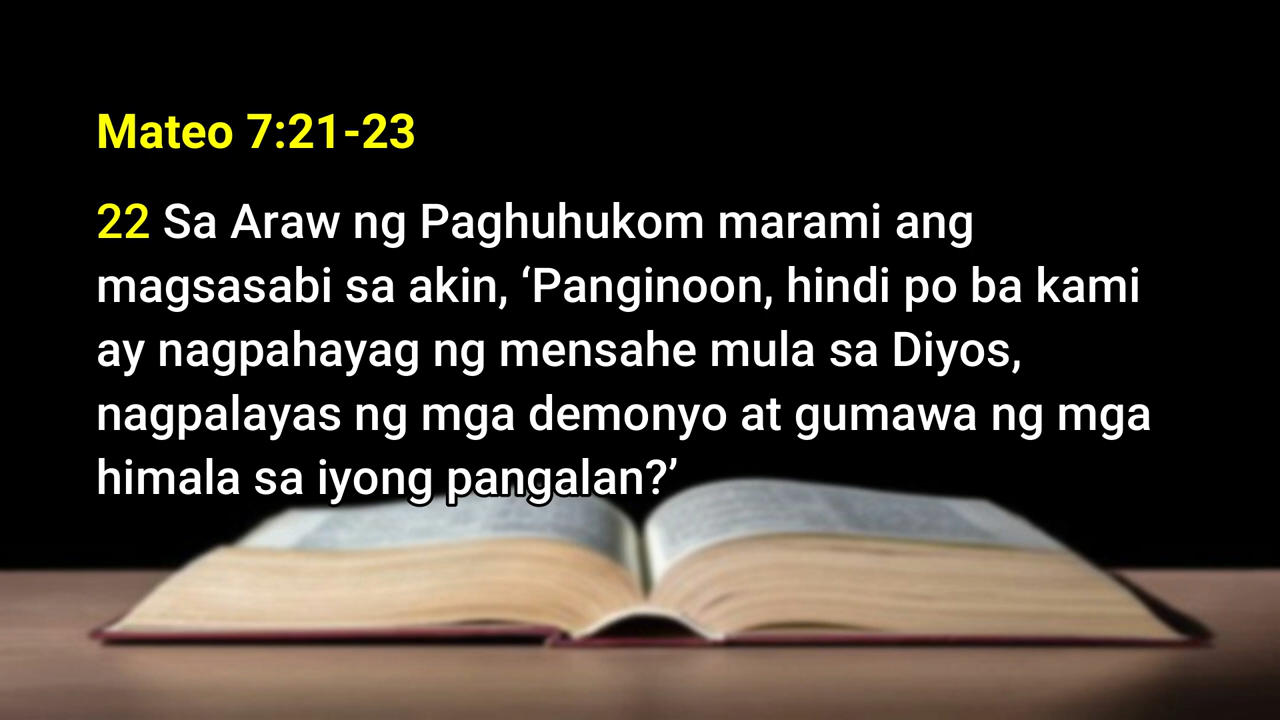 Mateo 7:21-23
22 Sa Araw ng Paghuhukom marami ang
magsasabi sa akin, ‘Panginoon, hindi po ba kami
ay nagpahayag ng mensahe mula sa Diyos,
nagpalayas ng mga demonyo at gumawa ng mga
himala sa iyong pangalan?’